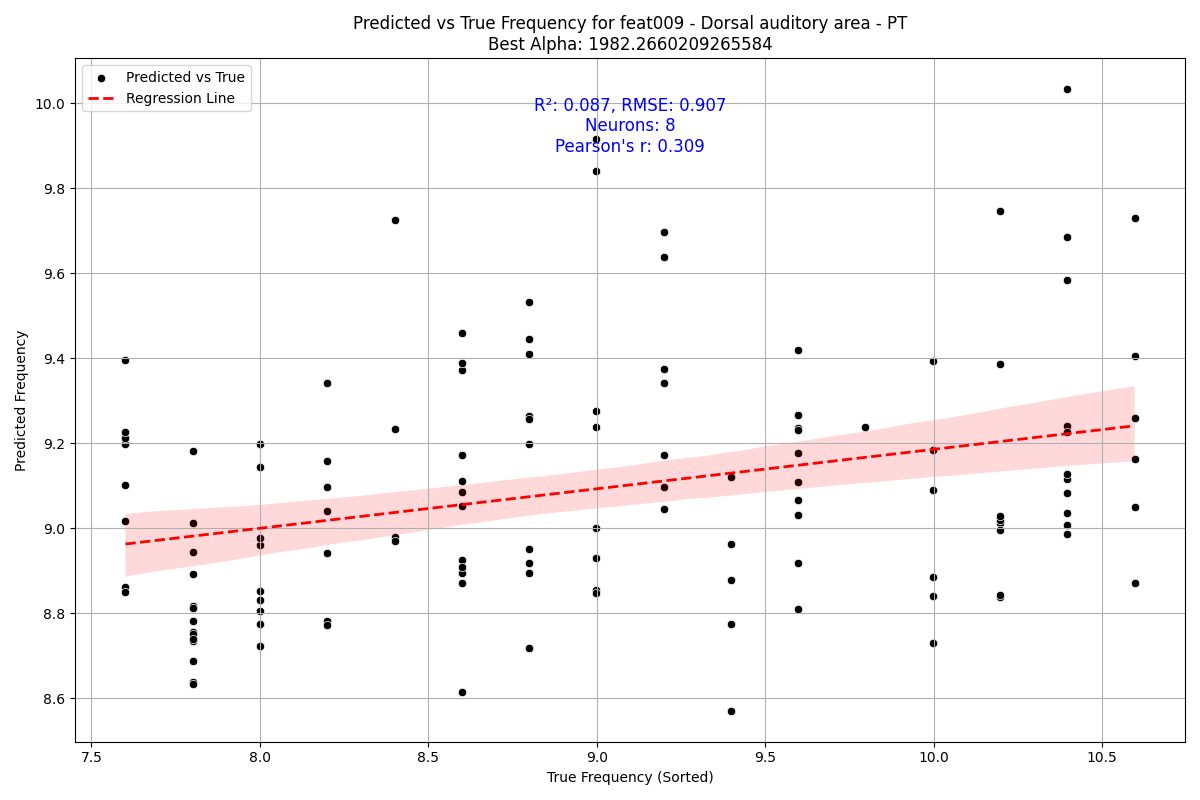 Predicted vs True Frequency for feat009 - Dorsal auditory area - PT
Best Alpha: 1982.2660209265584
Predicted vs True
Regression Line
R²: 0.087, RMSE: 0.907
Neurons: 8
Pearson's r: 0.309
Predicted Frequency
10.0
9.8
9.6
9.4
9.2
9.0
8.8
8.6
7.5
8.0
8.5
9.0
9.5
10.0
10.5
True Frequency (Sorted)